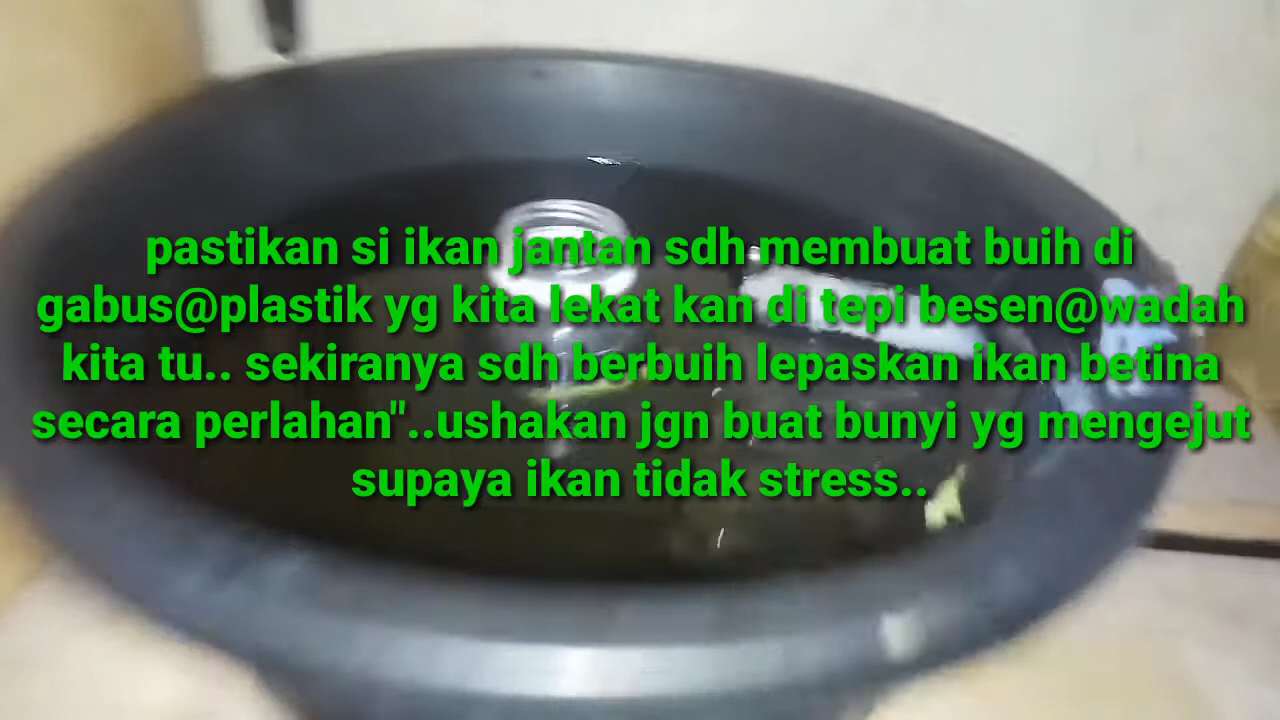 pastikan si ikan jantan sdh membuat buih di
gabus@plastik yg kita lekat kan di tepi besen@wadah
kita tu.. sekiranya sdh berbuih lepaskan ikan betina
secara perlahan"..ushakan jgn buat bunyi yg mengejut
supaya ikan tidak stress..